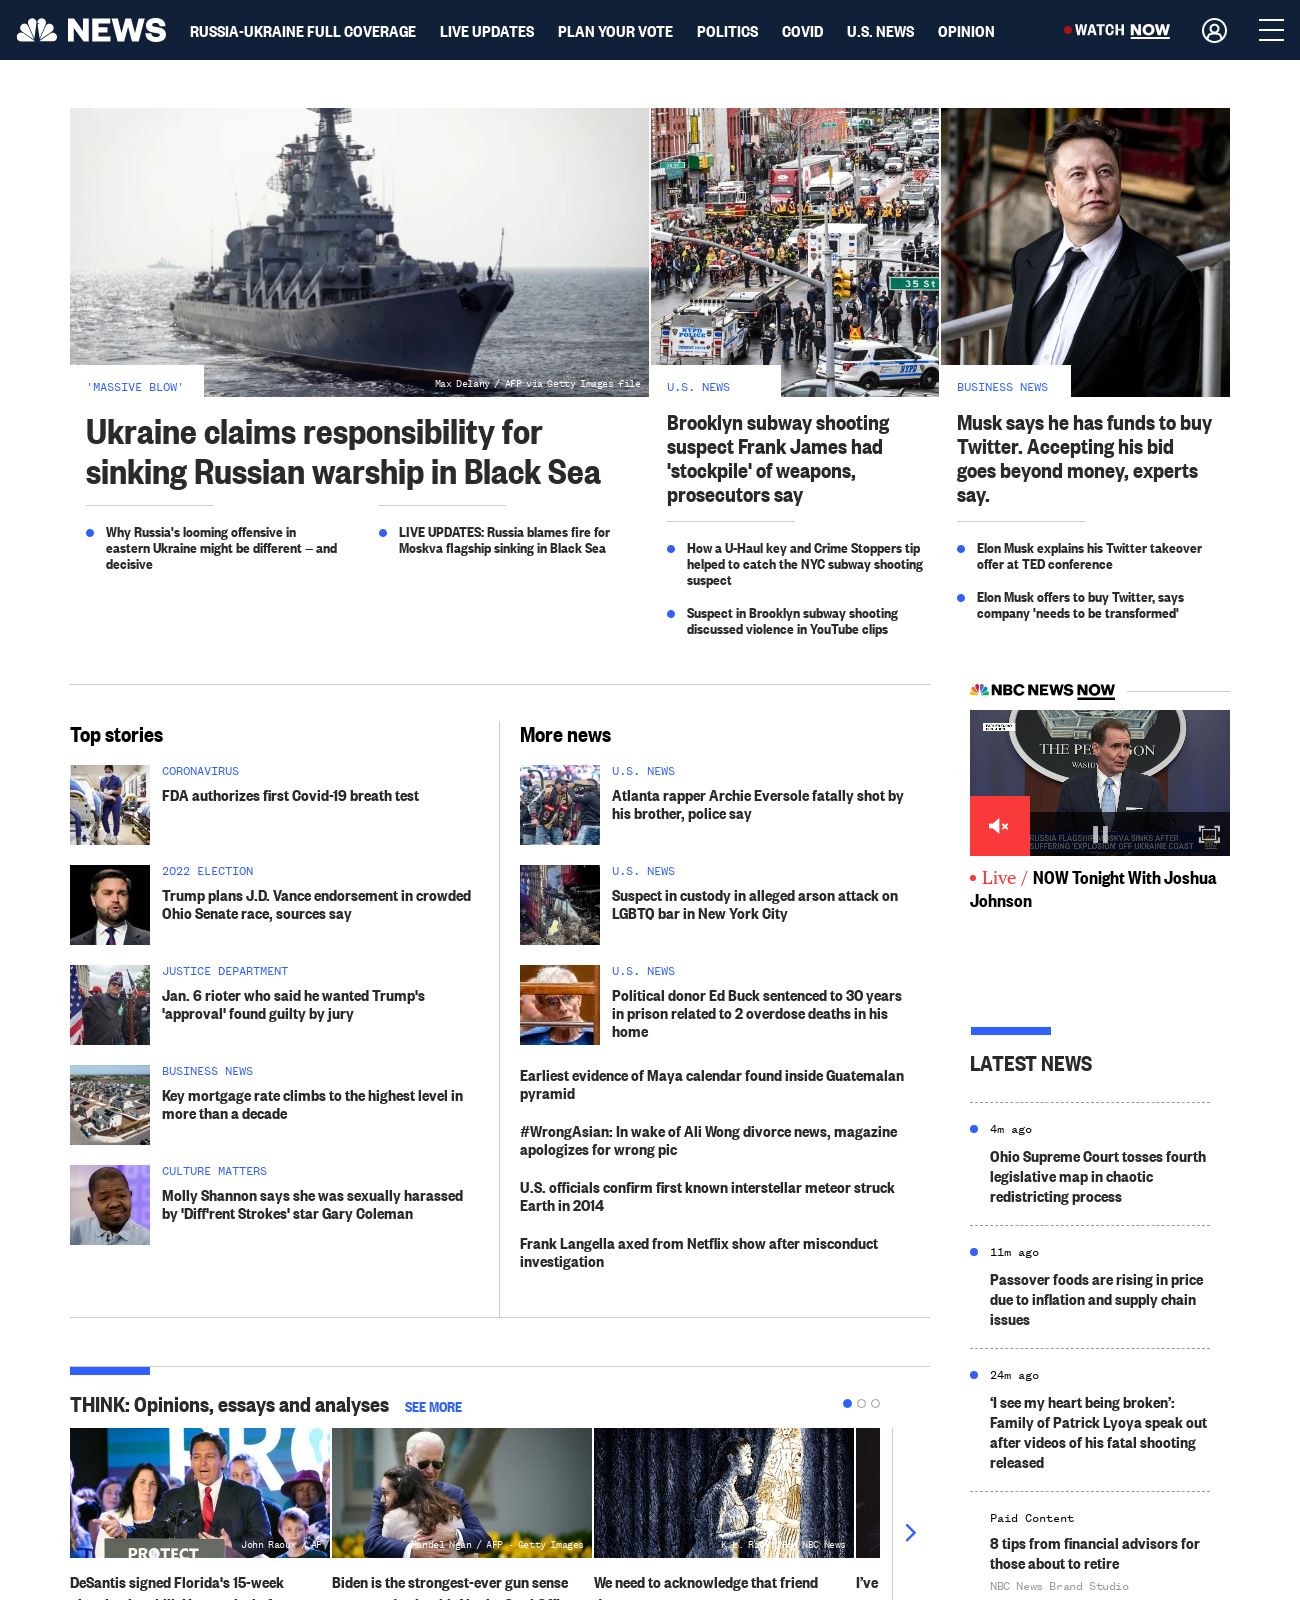 NEWS RUSSIA-UKRAINE FULL COVERAGE LIVE UPDATES PLAN YOUR VOTE POLITICS COVID U.S. NEWS OPINION WATCH NOW
35 St
NYPD
POLICE
NYPD
Max Delany / AFP via Getty Images file
'MASSIVE BLOW'
Ukraine claims responsibility for
sinking Russian warship in Black Sea
Why Russia's looming offensive in
eastern Ukraine might be different — and
decisive
LIVE UPDATES: Russia blames fire for
Moskva flagship sinking in Black Sea
U.S. NEWS
Brooklyn subway shooting
suspect Frank James had
'stockpile' of weapons,
prosecutors say
How a U-Haul key and Crime Stoppers tip
helped to catch the NYC subway shooting
suspect
Suspect in Brooklyn subway shooting
discussed violence in YouTube clips
BUSINESS NEWS
Musk says he has funds to buy
Twitter. Accepting his bid
goes beyond money, experts
say.
Elon Musk explains his Twitter takeover
offer at TED conference
Elon Musk offers to buy Twitter, says
company 'needs to be transformed'
Top stories
CORONAVIRUS
FDA authorizes first Covid-19 breath test
2022 ELECTION
Trump plans J.D. Vance endorsement in crowded
Ohio Senate race, sources say
JUSTICE DEPARTMENT
Jan. 6 rioter who said he wanted Trump's
'approval' found guilty by jury
BUSINESS NEWS
Key mortgage rate climbs to the highest level in
more than a decade
CULTURE MATTERS
Molly Shannon says she was sexually harassed
by 'Diff'rent Strokes' star Gary Coleman
More news
U.S. NEWS
Atlanta rapper Archie Eversole fatally shot by
his brother, police say
U.S. NEWS
Suspect in custody in alleged arson attack on
LGBTQ bar in New York City
U.S. NEWS
Political donor Ed Buck sentenced to 30 years
in prison related to 2 overdose deaths in his
home
Earliest evidence of Maya calendar found inside Guatemalan
pyramid
#WrongAsian: In wake of Ali Wong divorce news, magazine
apologizes for wrong pic
U.S. officials confirm first known interstellar meteor struck
Earth in 2014
Frank Langella axed from Netflix show after misconduct
investigation
NBC NEWS NOW
THE
RUSSIA FLAGSHIP MOSKVA SINKS AFTER
SUFFERING 'EXPLOSION' OFF UKRAINE COAST
Live / NOW Tonight With Joshua
Johnson
LATEST NEWS
4m ago
Ohio Supreme Court tosses fourth
legislative map in chaotic
redistricting process
11m ago
Passover foods are rising in price
due to inflation and supply chain
issues
24m ago
‘I see my heart being broken’:
Family of Patrick Lyoya speak out
after videos of his fatal shooting
released
Paid Content
8 tips from financial advisors for
those about to retire
NBC News Brand Studio
THINK: Opinions, essays and analyses SEE MORE
PROTECT
John Raoux / AP
Mandel Ngan / AFP - Getty Images
NBC News
DeSantis signed Florida's 15-week
Biden is the strongest-ever gun sense
We need to acknowledge that friend
I've